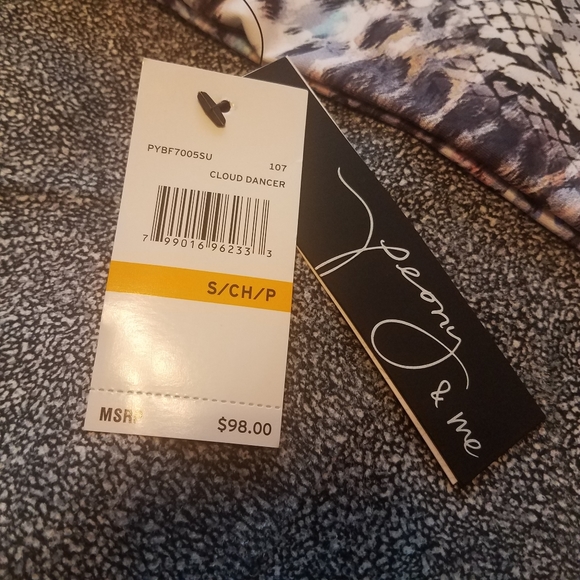 PYBF7005SU
107
CLOUD DANCER
7 99016 96233 3
S/CH/P
MSRP
$98.00
peony & me